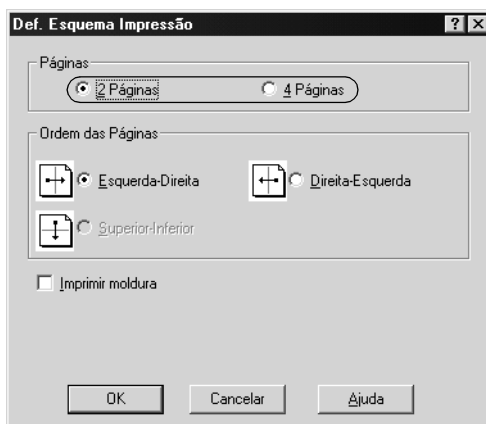 Def. Esquema Impressão
Páginas
2 Páginas 4 Páginas
Ordem das Páginas
Esquerda-Direita Direita-Esquerda
Superior-Inferior
Imprimir moldura
OK Cancelar Ajuda